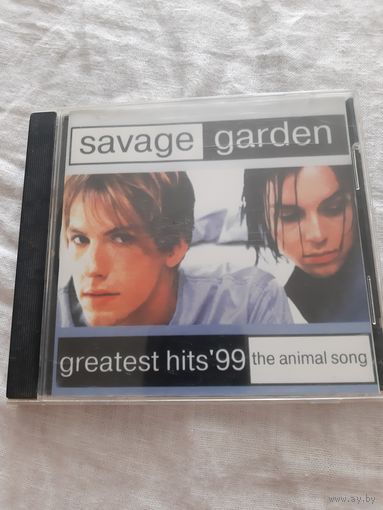 savage garden
greatest hits'99 the animal song
www.ay.by